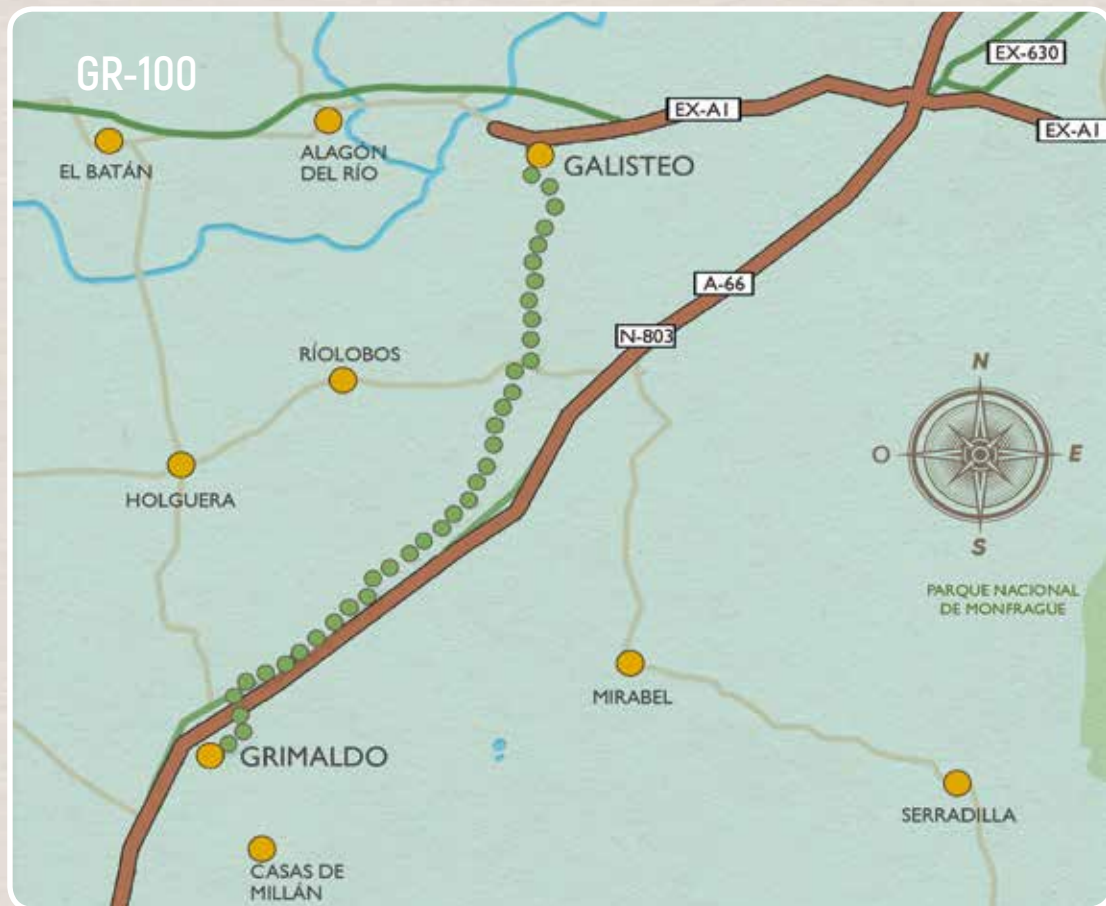 GR-100
EX-630
EX-A1
EX-A1
EL BATÁN
ALAGÓN
DEL RÍO
GALISTEO
A-66
N-803
RÍOLOBOS
N
O
E
S
HOLGUERA
PARQUE NACIONAL
DE MONFRAGÜE
MIRABEL
GRIMALDO
SERRADILLA
CASAS DE
MILLÁN